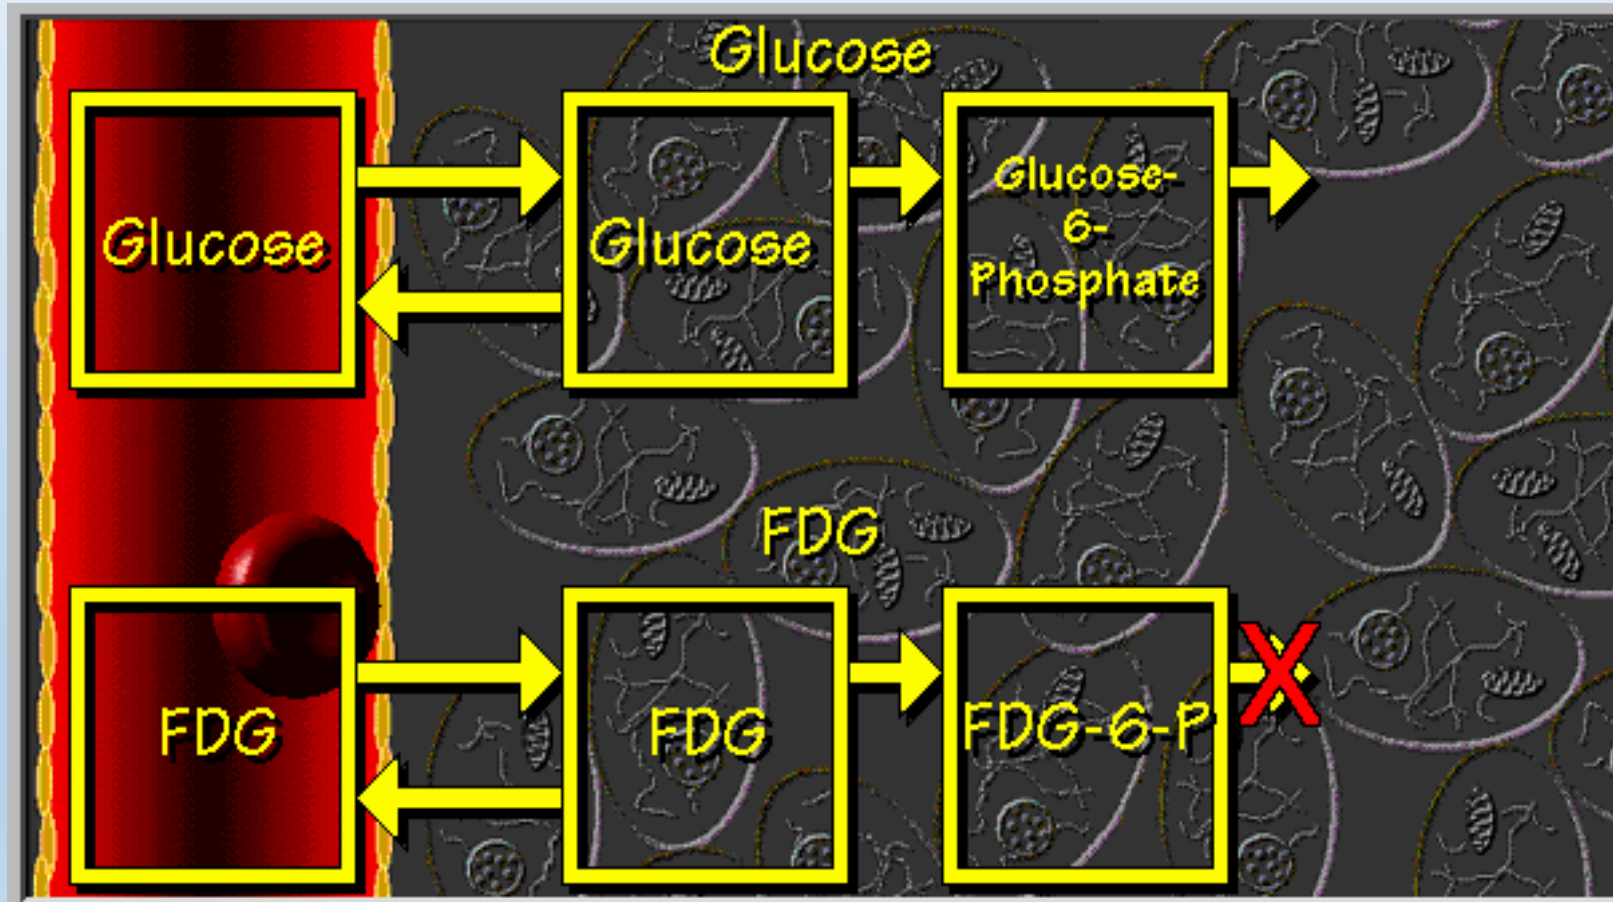 Glucose
Glucose
Glucose
Glucose-
6-
Phosphate
FDG
FDG
FDG
FDG-6-P
X